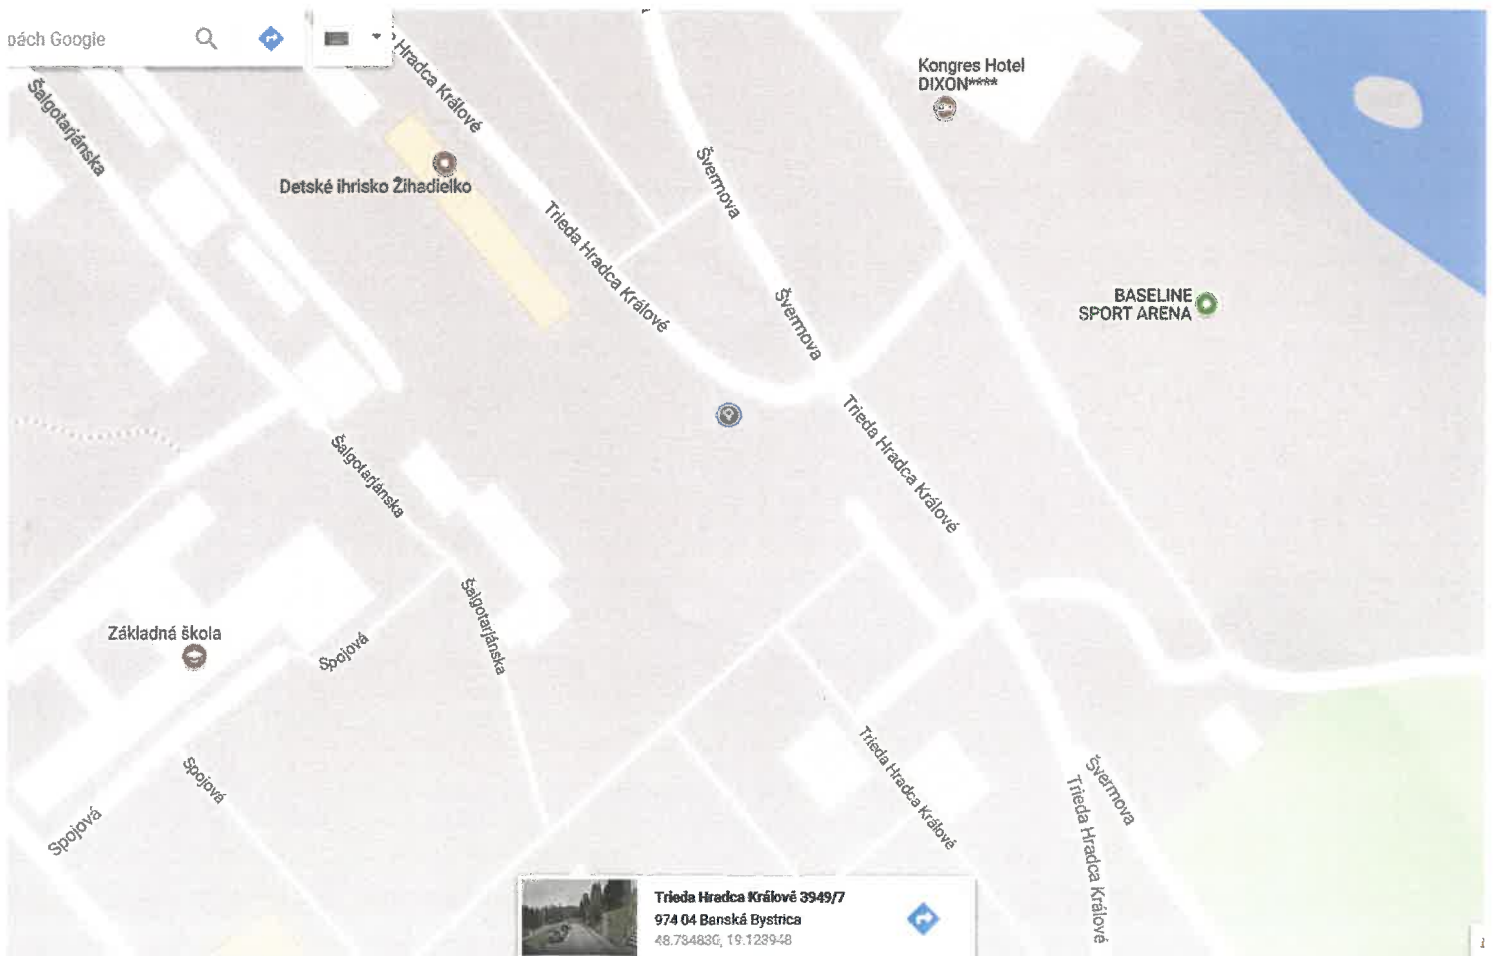 pách Google
Hradca Králové
Kongres Hotel
DIXON****
Šalgotarjánska
Detské ihrisko Žihadielko
Švermova
Trieda Hradca Králové
Švermova
BASELINE
SPORT ARENA
Trieda Hradca Králové
Šalgotarjánska
Šalgotarjánska
Základná škola
Spojová
Spojová
Spojová
Trieda Hradca Králové
Švermova
Trieda Hradca Králové
Trieda Hradca Králové 3949/7
974 04 Banská Bystrica
48.734830, 19.123948